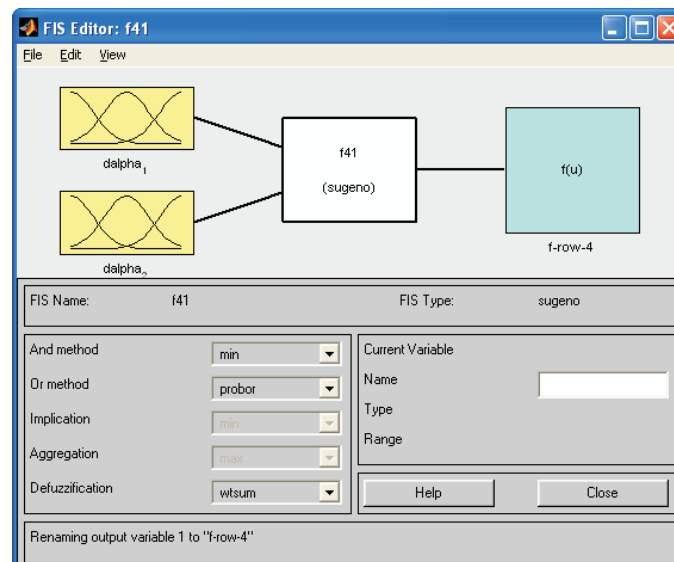 FIS Editor: f41
File Edit View
dalpha1
dalpha2
f41
(sugeno)
f(u)
f-row-4
FIS Name: f41 FIS Type: sugeno
And method min
Or method probor
Implication min
Aggregation max
Defuzzification wtsum
Current Variable
Name
Type
Range
Help Close
Renaming output variable 1 to "f-row-4"